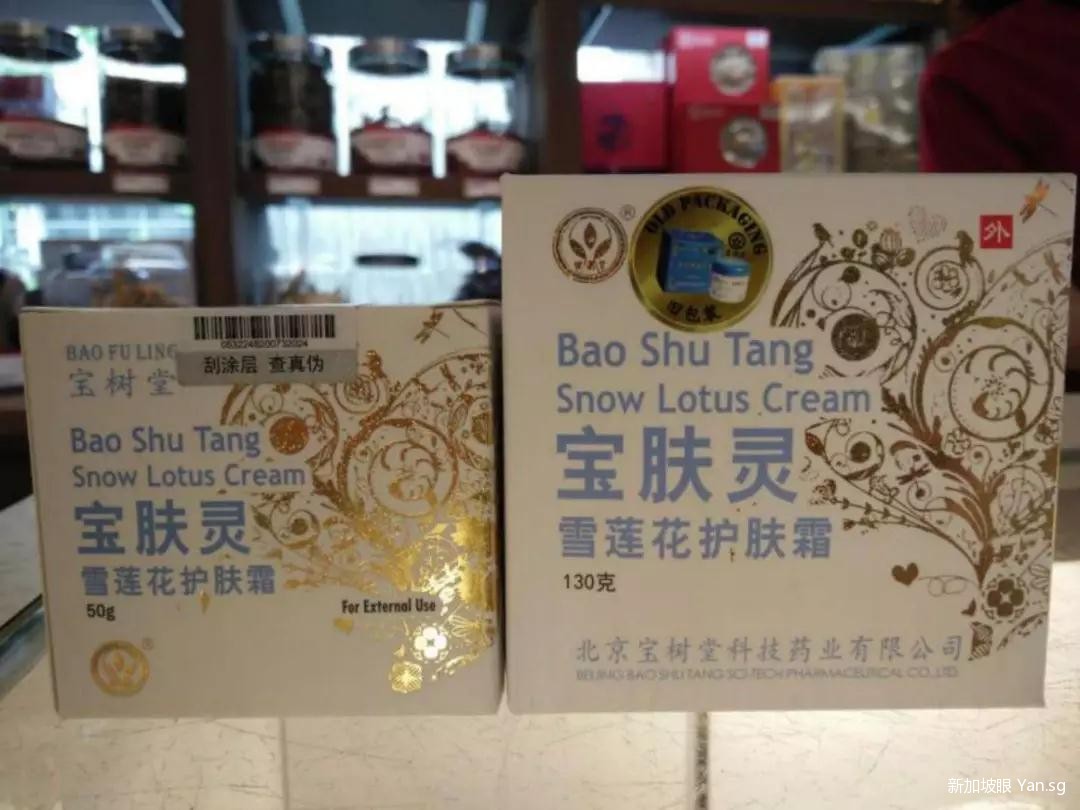 BAO FU LING
宝树堂
0532248200732024
刮涂层 查真伪
Bao Shu Tang
Snow Lotus Cream
宝肤灵
雪莲花护肤霜
50g
For External Use
®
®
OLD PACKAGING
旧包装
外
Bao Shu Tang
Snow Lotus Cream
宝肤灵
雪莲花护肤霜
130克
北京宝树堂科技药业有限公司
BEIJING BAO SHU TANG SCI-TECH PHARMACEUTICAL CO.,LTD.
新加坡眼 Yan.sg